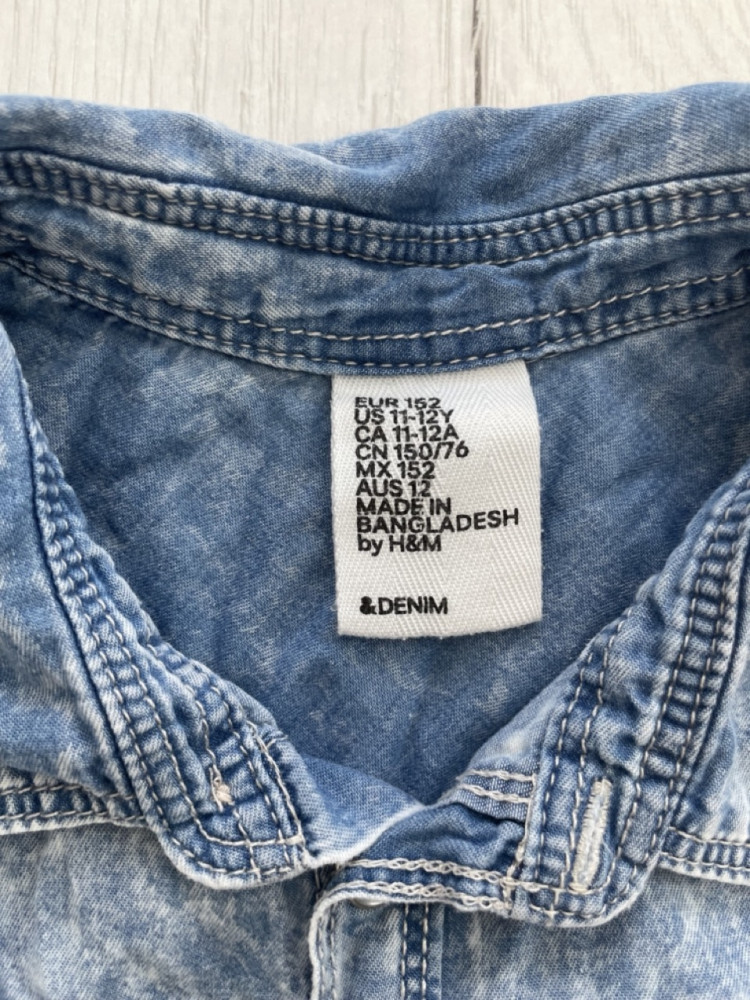 EUR 152
US 11-12Y
CA 11-12A
CN 150/76
MX 152
AUS 12
MADE IN
BANGLADESH
by H&M
&DENIM